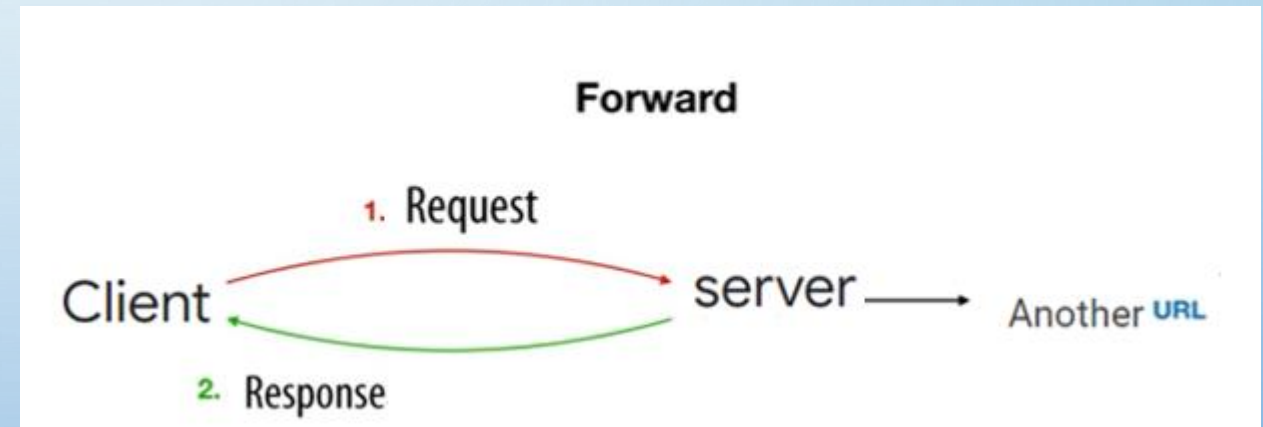 Forward
1. Request
Client
server
Another URL
2. Response